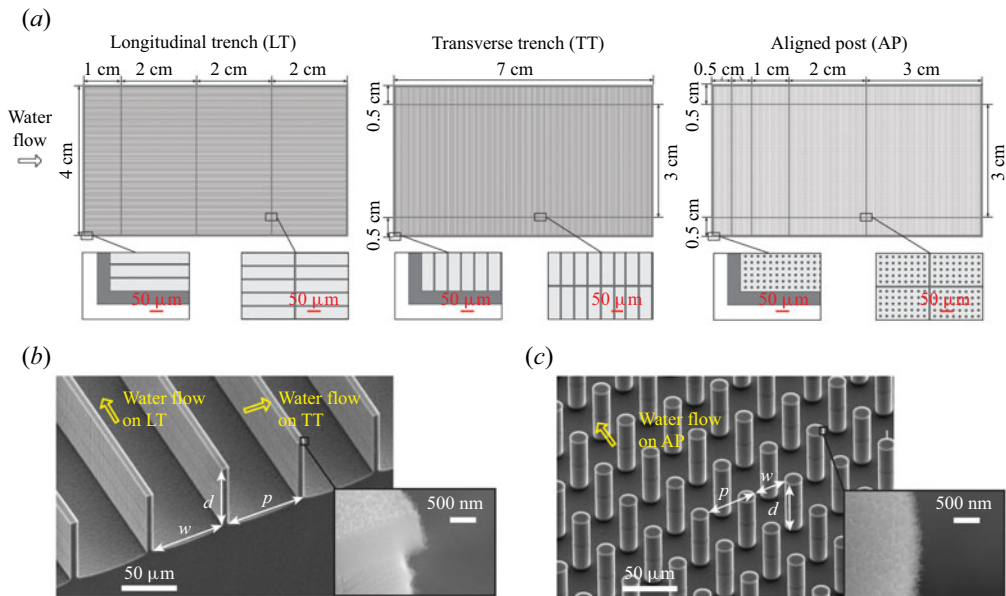 (a)
Longitudinal trench (LT)
Transverse trench (TT)
Aligned post (AP)
1 cm
2 cm
2 cm
2 cm
7 cm
0.5 cm
1 cm
2 cm
3 cm
Water
flow
4 cm
0.5 cm
3 cm
0.5 cm
0.5 cm
3 cm
0.5 cm
50 μm
50 μm
50 μm
50 μm
50 μm
50 μm
(b)
(c)
Water flow
on LT
Water flow
on TT
d
p
w
50 μm
500 nm
Water flow
on AP
p
w
d
50 μm
500 nm